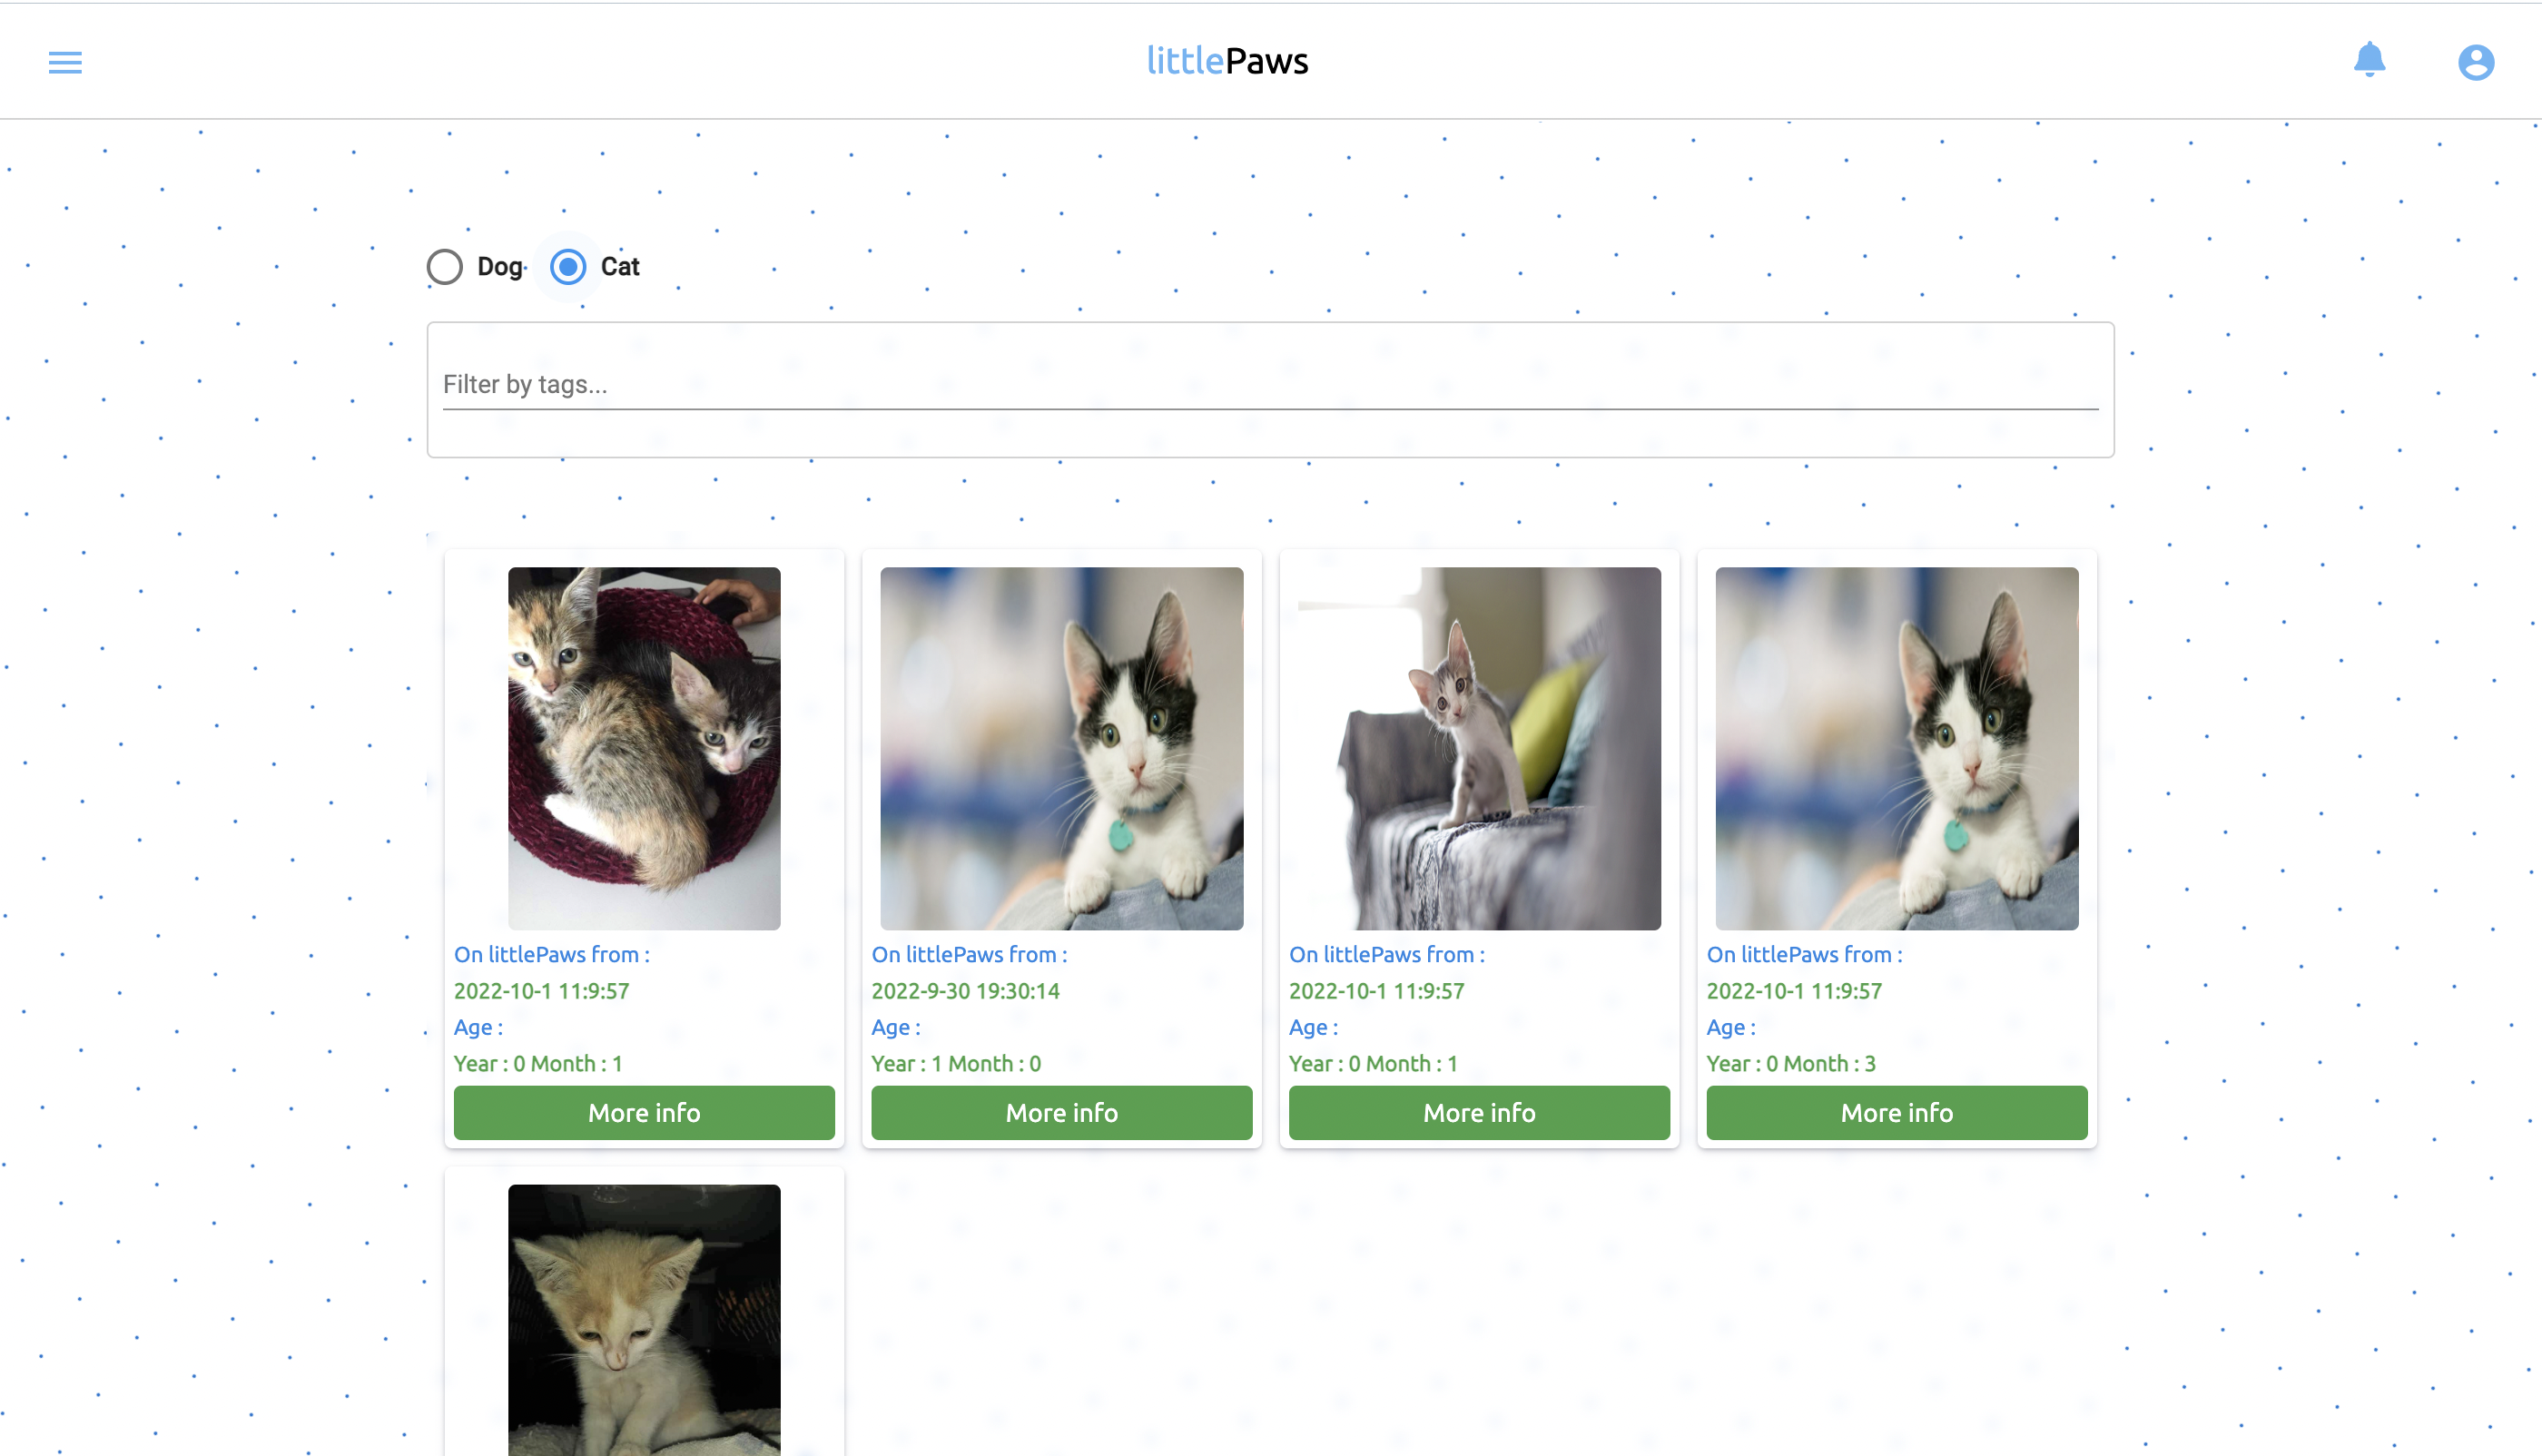 littlePaws
Dog Cat
Filter by tags...
On littlePaws from :
2022-10-1 11:9:57
Age :
Year : 0 Month : 1
More info
On littlePaws from :
2022-9-30 19:30:14
Age :
Year : 1 Month : 0
More info
On littlePaws from :
2022-10-1 11:9:57
Age :
Year : 0 Month : 1
More info
On littlePaws from :
2022-10-1 11:9:57
Age :
Year : 0 Month : 3
More info